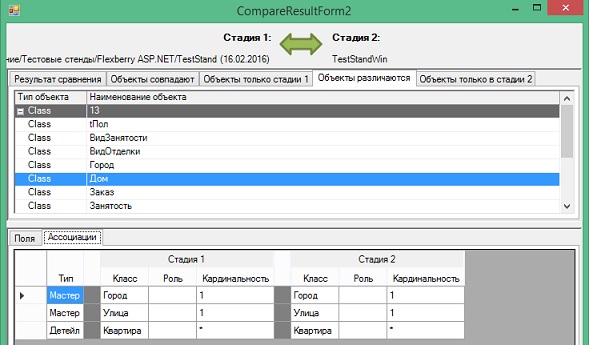 CompareResultForm2
Стадия 1: Стадия 2:
ние/Тестовые стенды/Flexberry ASP.NET/TestStand (16.02.2016) TestStandWin
Результат сравнения Объекты совпадают Объекты только стадии 1 Объекты различаются Объекты только в стадии 2
Тип объекта Наименование объекта
Class 13
Class tПол
Class ВидЗанятости
Class ВидОтделки
Class Город
Class Дом
Class Заказ
Class Занятость
Поля Ассоциации
Стадия 1 Стадия 2
Тип Класс Роль Кардинальность Класс Роль Кардинальность
Мастер Город 1 Город 1
Мастер Улица 1 Улица 1
Детейл Квартира * Квартира *